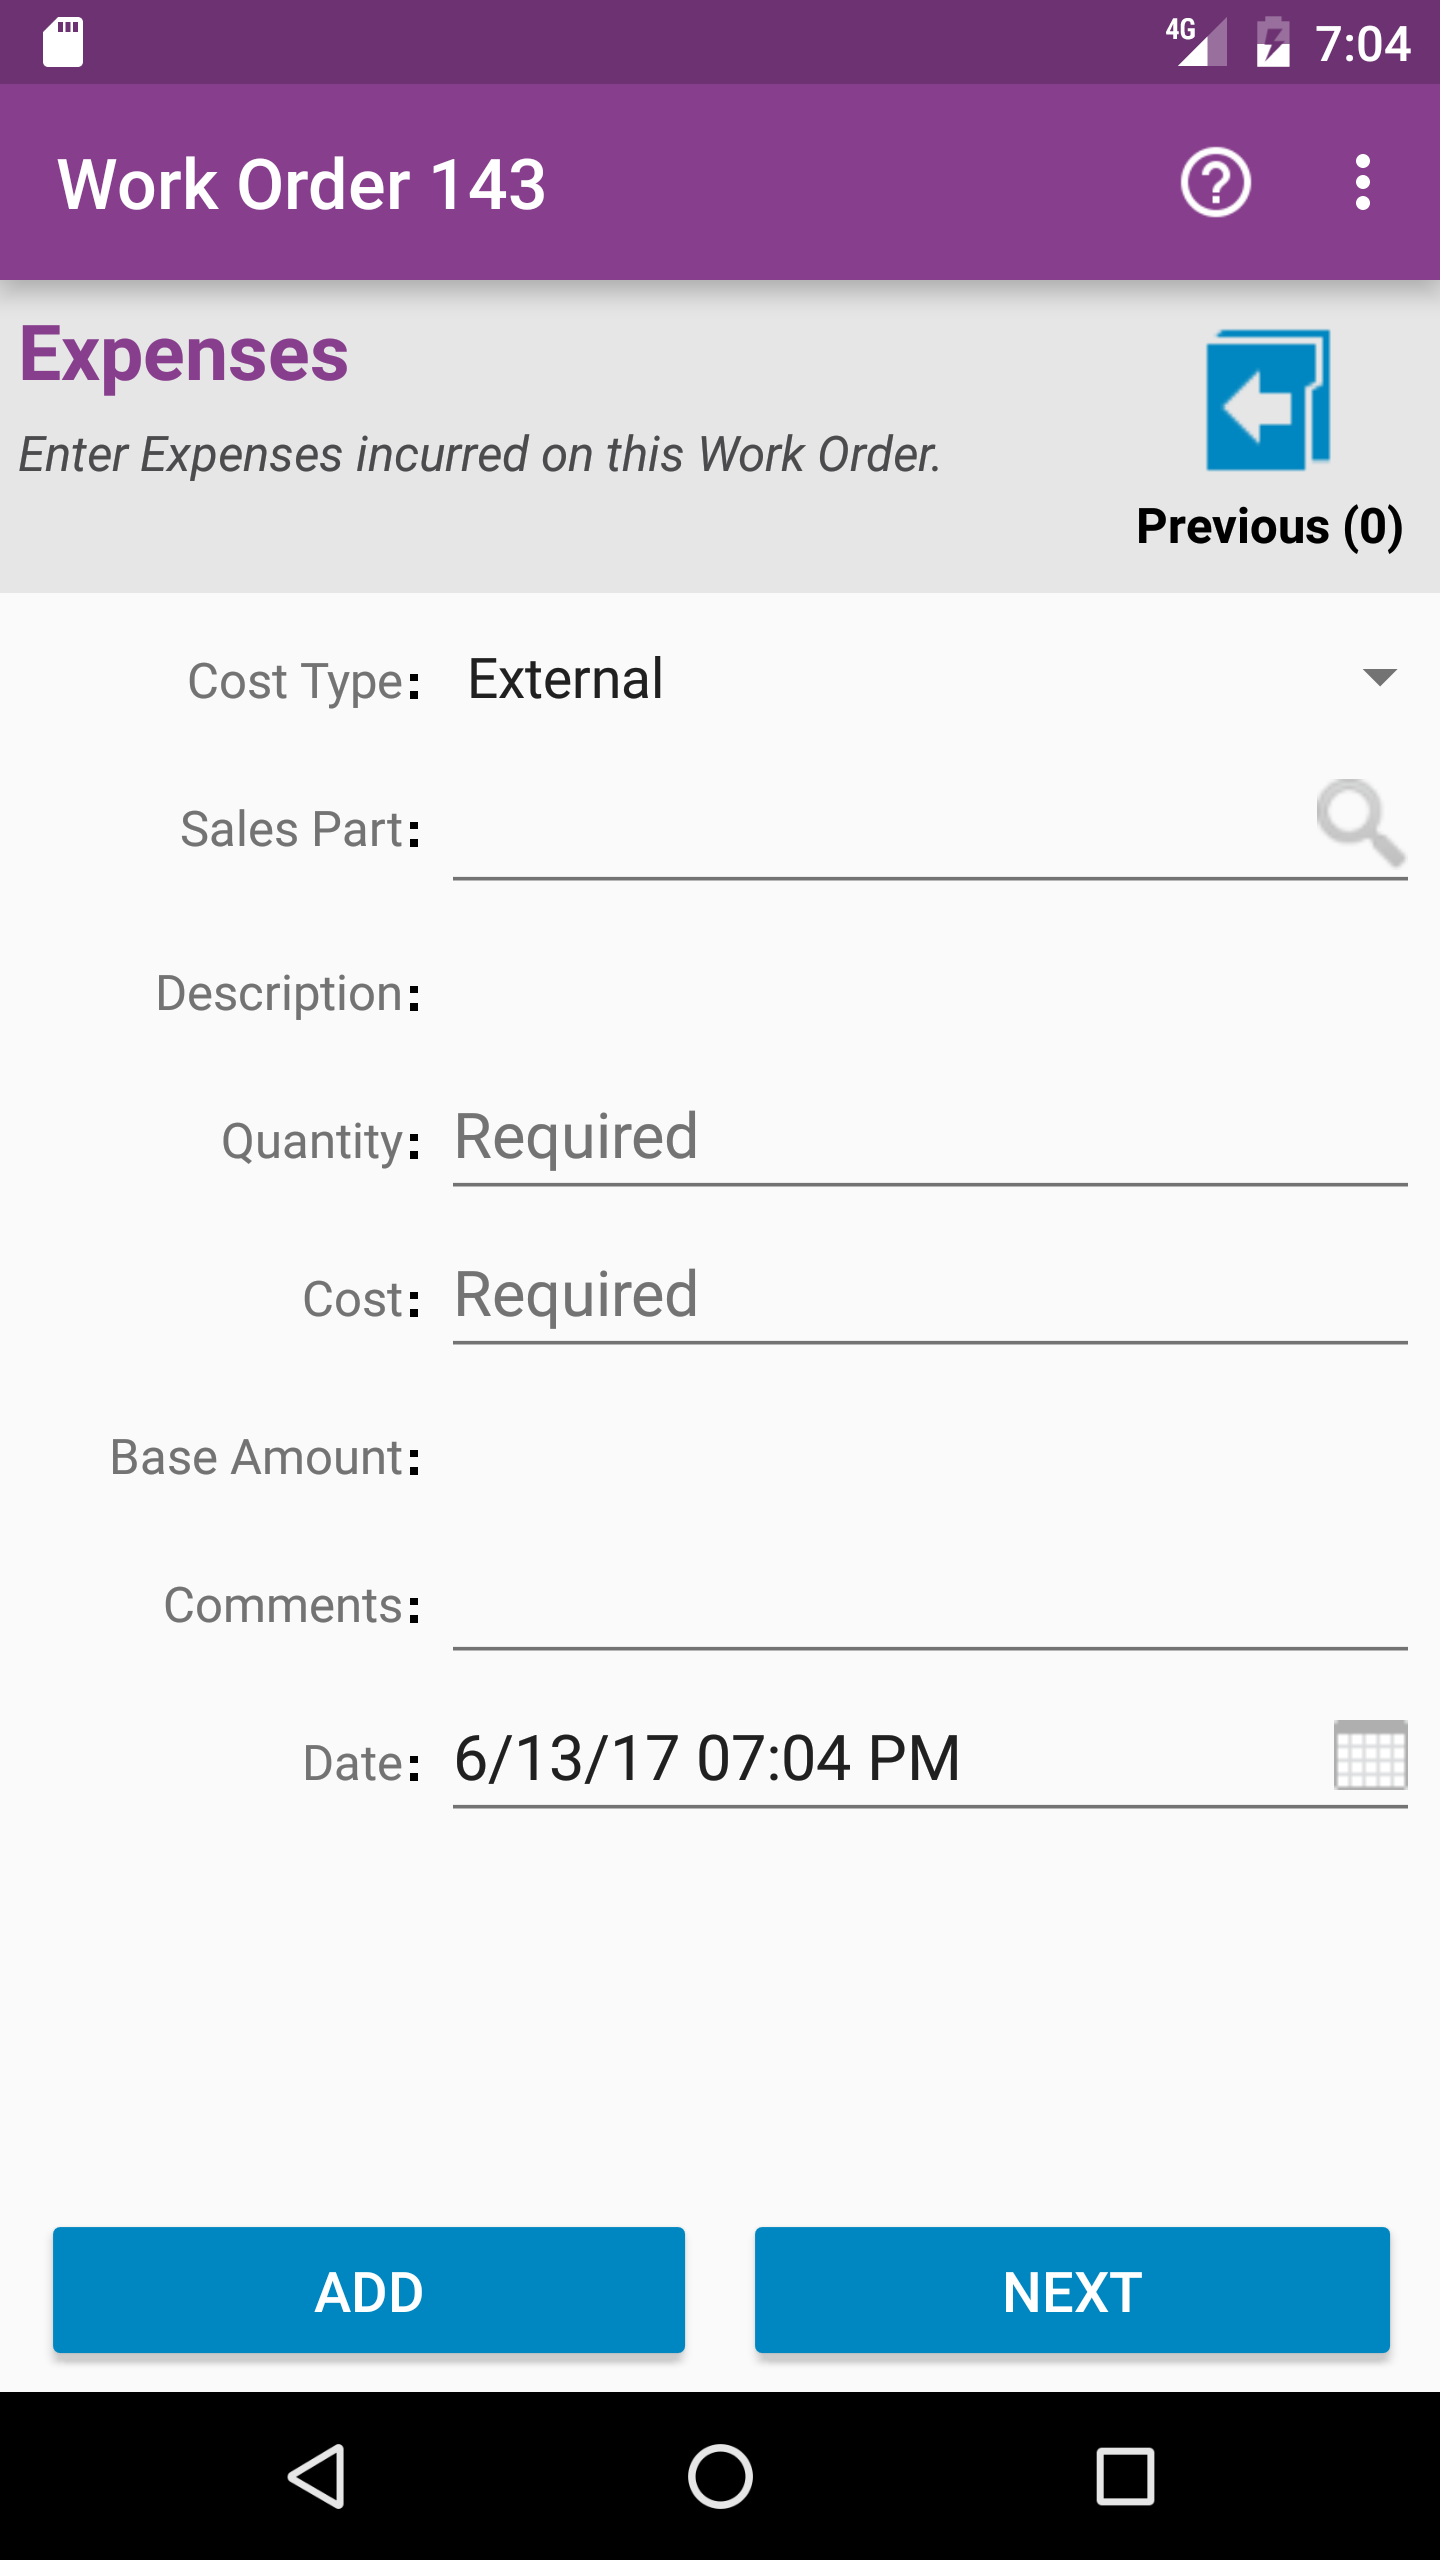 4G 7:04
Work Order 143
Expenses
Enter Expenses incurred on this Work Order.
Previous (0)
Cost Type: External
Sales Part:
Description:
Quantity: Required
Cost: Required
Base Amount:
Comments:
Date: 6/13/17 07:04 PM
ADD NEXT